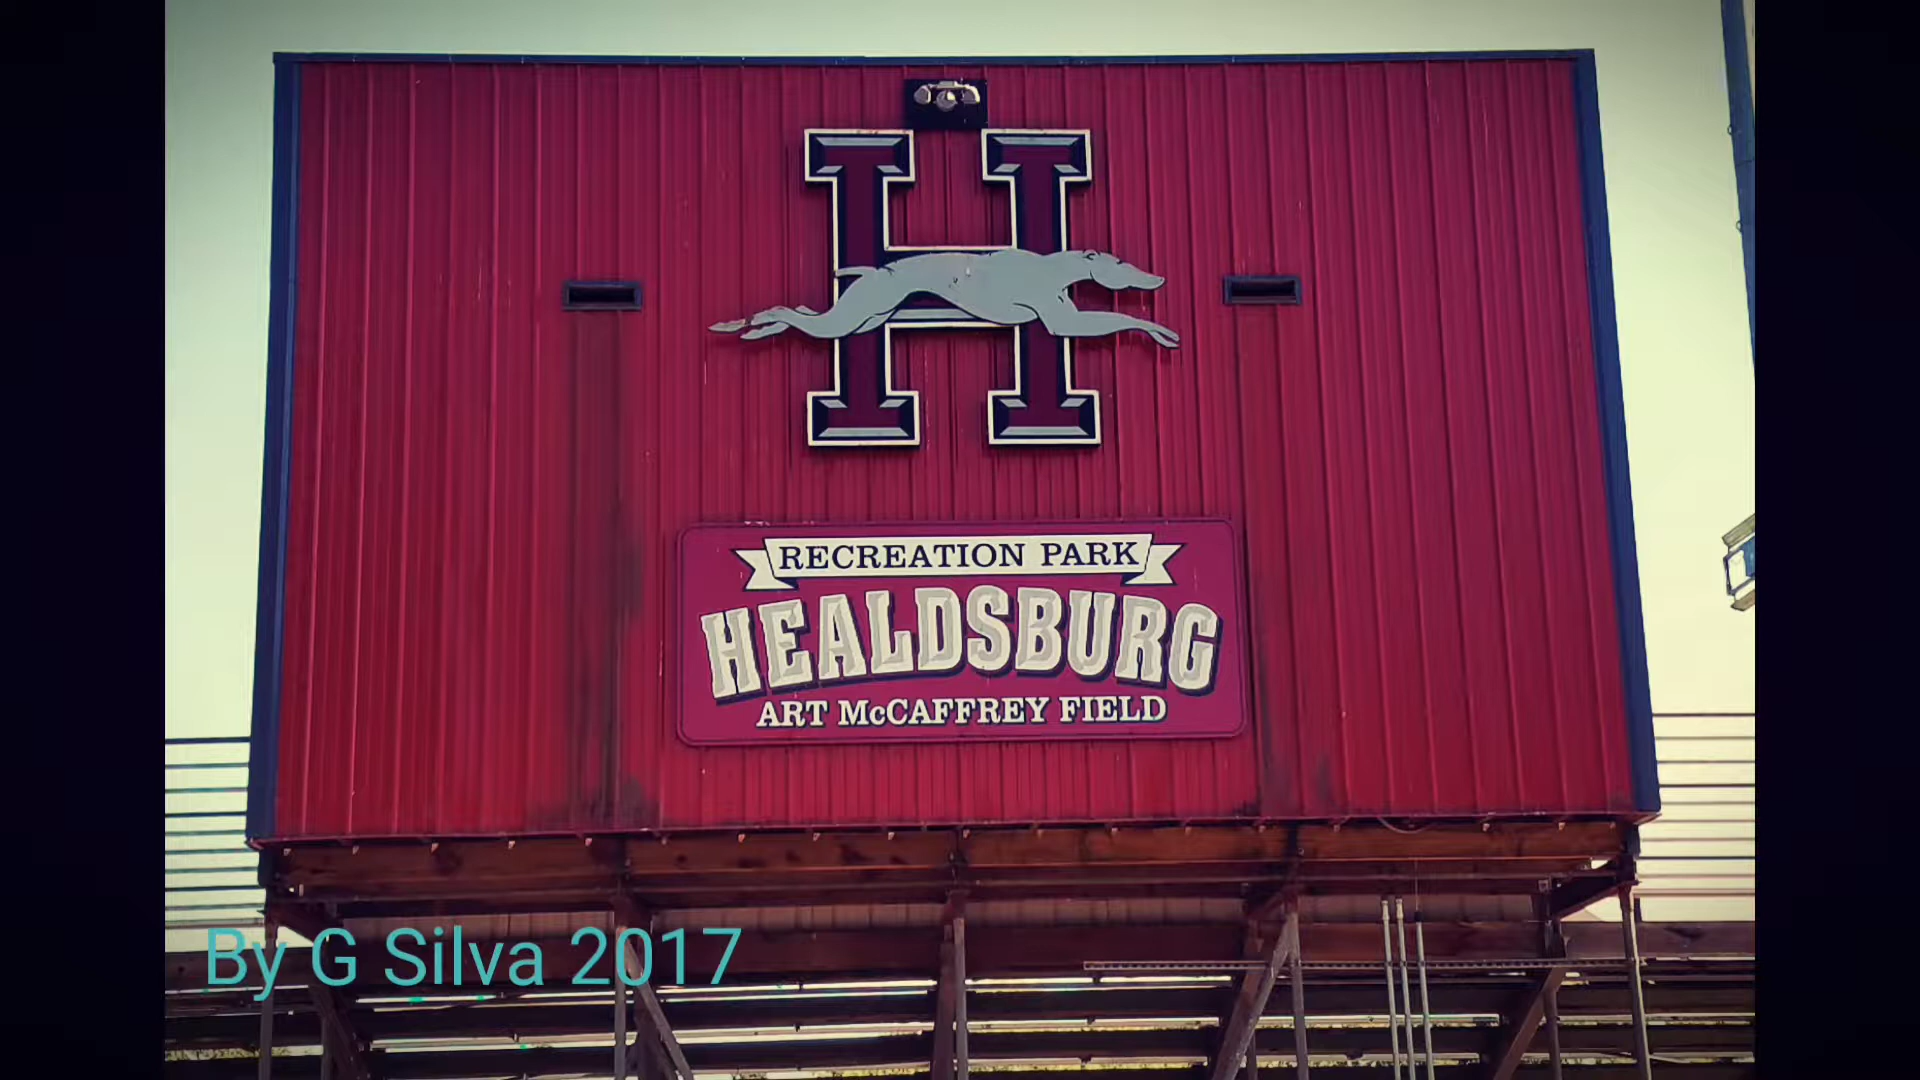 H
RECREATION PARK
HEALDSBURG
ART McCAFFREY FIELD
By G Silva 2017